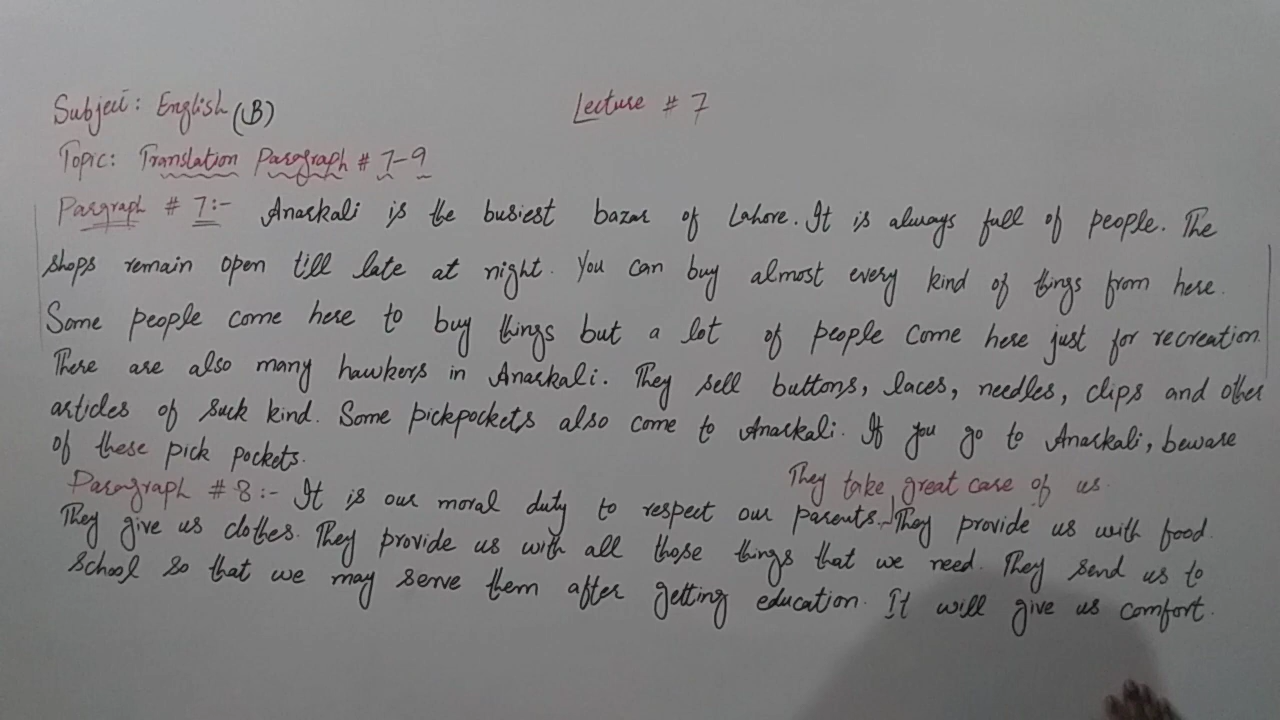 Subject: English (B)
Lecture # 7
Topic: Translation Paragraph # 7-9
Pargraph # 7:- Anarkali is the busiest bazar of Lahore. It is always full of people. The
shops remain open till late at night. You can buy almost every kind of things from here.
Some people come here to buy things but a lot of people come here just for recreation.
There are also many hawkers in Anarkali. They sell buttons, laces, needles, clips and other
articles of suck kind. Some pickpockets also come to Anarkali. If you go to Anarkali, beware
of these pick pockets.
They take great care of us.
Paragraph # 8:- It is our moral duty to respect our parents. They provide us with food.
They give us clothes. They provide us with all those things that we need. They send us to
school so that we may serve them after getting education. It will give us comfort.